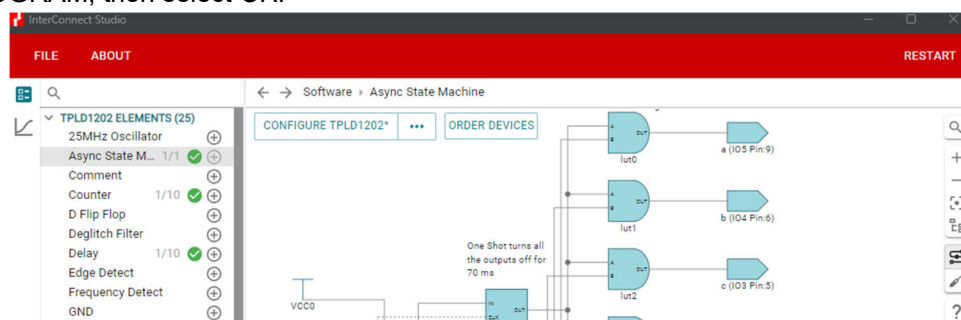 InterConnect Studio
FILE ABOUT RESTART
Software Async State Machine
TPLD1202 ELEMENTS (25)
25MHz Oscillator
Async State M... 1/1
Comment
Counter 1/10
D Flip Flop
Deglitch Filter
Delay 1/10
Edge Detect
Frequency Detect
GND
CONFIGURE TPLD1202* ••• ORDER DEVICES
A
B
OUT
lut0
a (IO5 Pin:9)
A
B
OUT
lut1
b (IO4 Pin:6)
One Shot turns all
the outputs off for
70 ms
A
B
OUT
lut2
c (IO3 Pin:5)
VCC0
IN
CLK
OUT
?